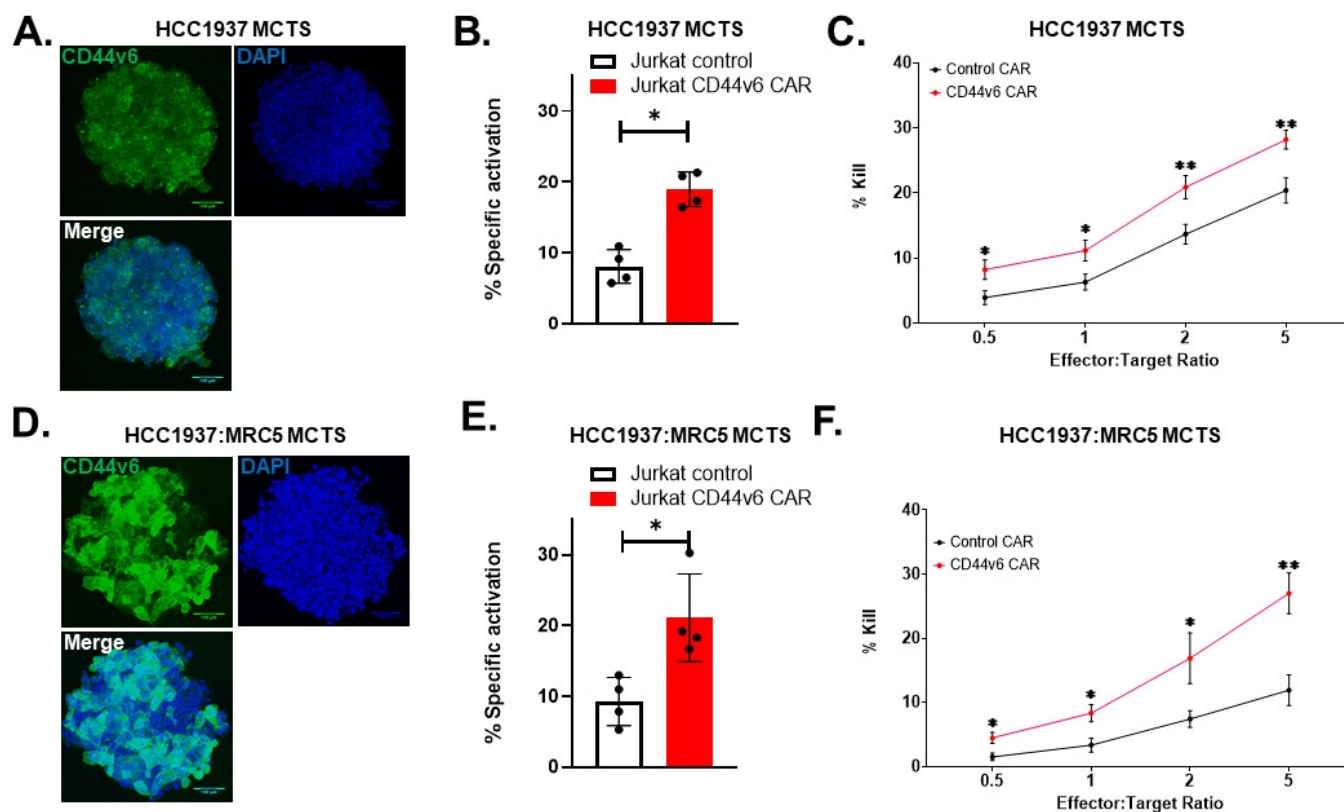 A.
HCC1937 MCTS
CD44v6
DAPI
Merge
100 µm
B.
HCC1937 MCTS
Jurkat control
Jurkat CD44v6 CAR
% Specific activation
30
20
10
0
*
C.
HCC1937 MCTS
Control CAR
CD44v6 CAR
% Kill
40
30
20
10
0
* * ** **
0.5 1 2 5
Effector:Target Ratio
D.
HCC1937:MRC5 MCTS
CD44v6
DAPI
Merge
100 µm
E.
HCC1937:MRC5 MCTS
Jurkat control
Jurkat CD44v6 CAR
% Specific activation
30
20
10
0
*
F.
HCC1937:MRC5 MCTS
Control CAR
CD44v6 CAR
% Kill
40
30
20
10
0
* * * **
0.5 1 2 5
Effector:Target Ratio